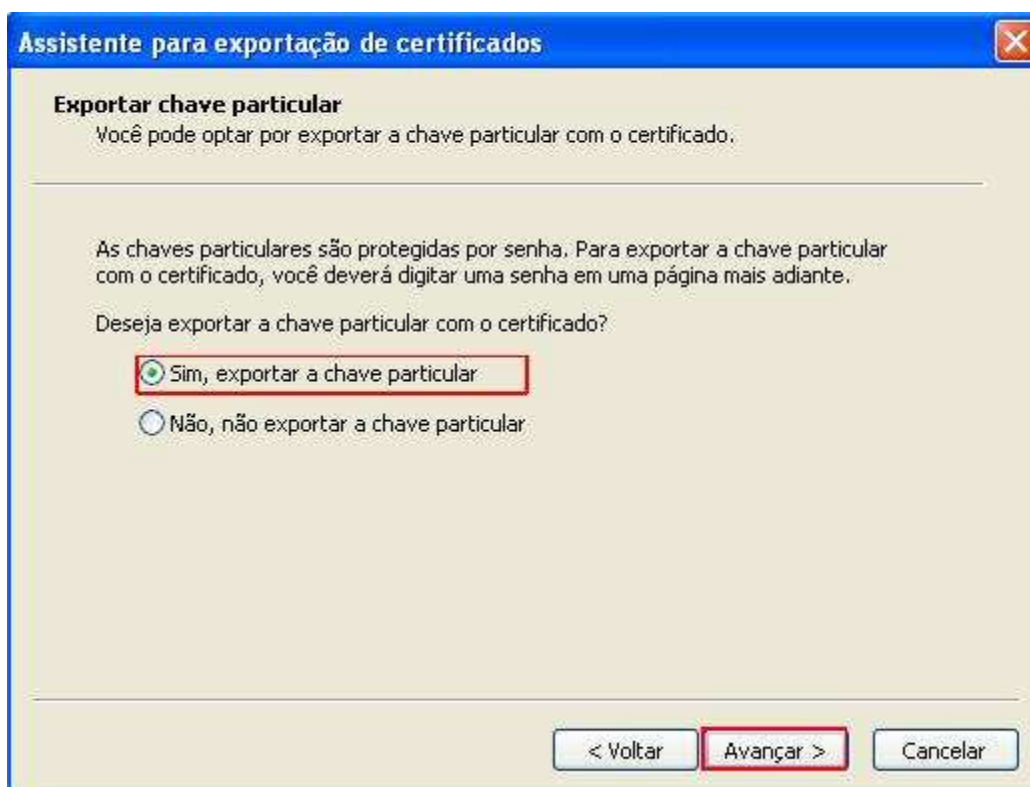 Assistente para exportação de certificados
Exportar chave particular
Você pode optar por exportar a chave particular com o certificado.
As chaves particulares são protegidas por senha. Para exportar a chave particular
com o certificado, você deverá digitar uma senha em uma página mais adiante.
Deseja exportar a chave particular com o certificado?
Sim, exportar a chave particular
Não, não exportar a chave particular
< Voltar
Avançar >
Cancelar